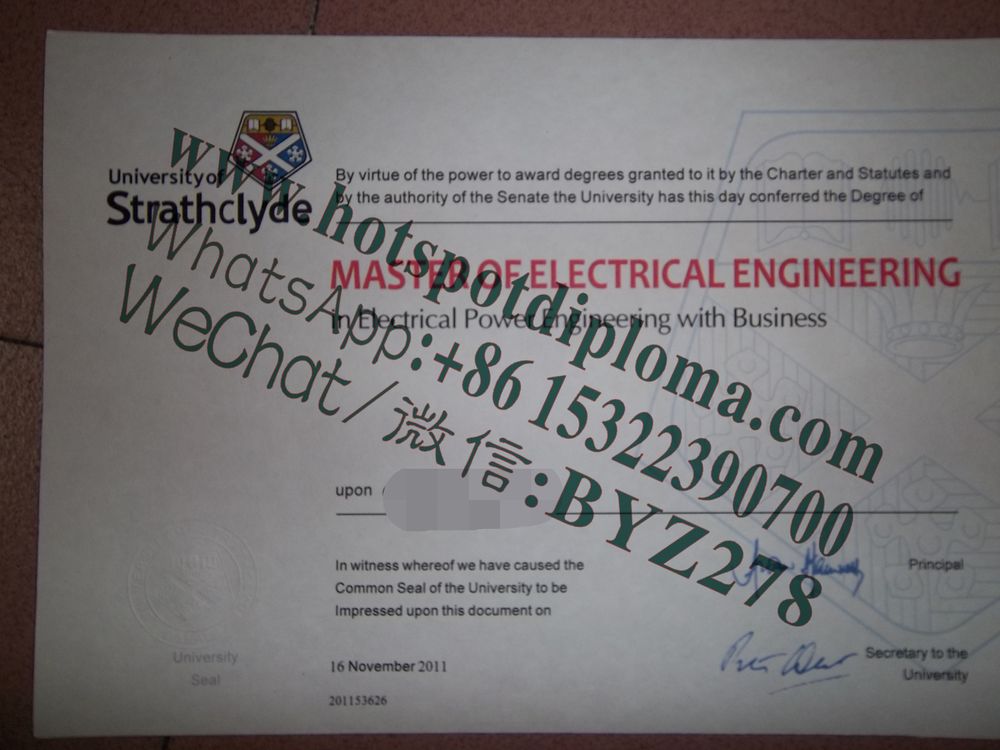 University of
Strathclyde
By virtue of the power to award degrees granted to it by the Charter and Statutes and
by the authority of the Senate the University has this day conferred the Degree of
MASTER OF ELECTRICAL ENGINEERING
in Electrical Power Engineering with Business
www.hotspotdiploma.com
WhatsApp:+86 15322390700
WeChat/微信:BYZ278
upon
In witness whereof we have caused the
Common Seal of the University to be
Impressed upon this document on
Principal
16 November 2011
Secretary to the
University
University
Seal
201153626